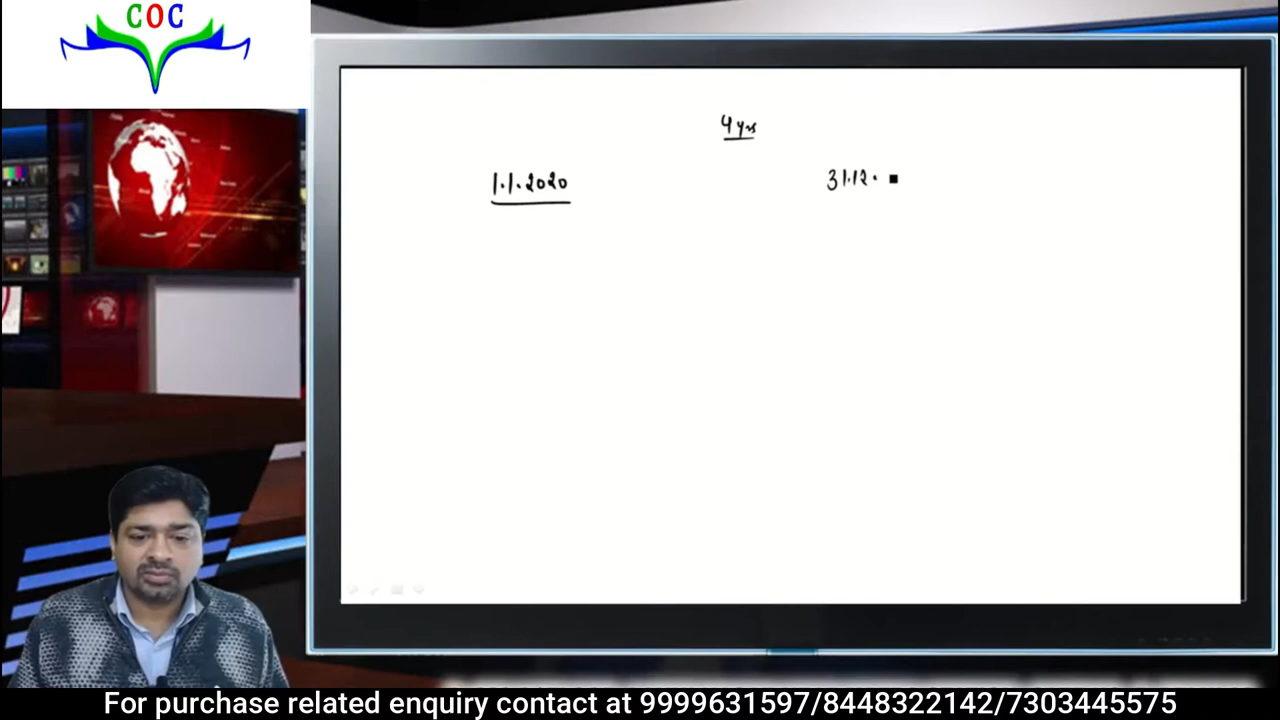 COC
4 yrs
1.1.2020
31.12.
For purchase related enquiry contact at 9999631597/8448322142/7303445575